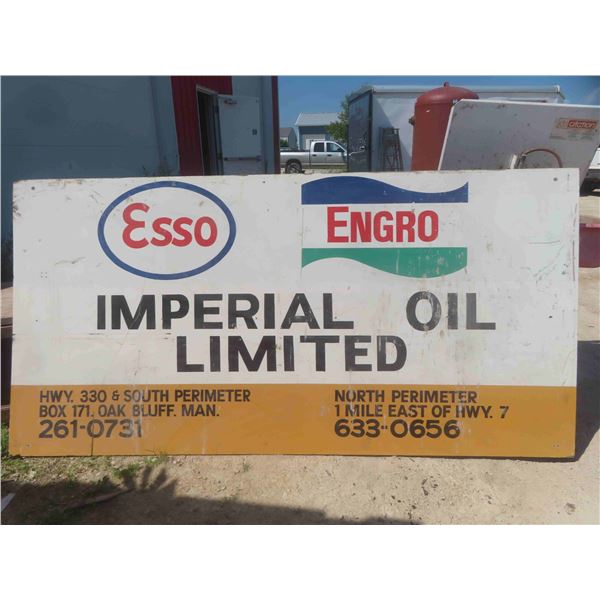 Esso
ENGRO
IMPERIAL OIL
LIMITED
HWY. 330 & SOUTH PERIMETER
BOX 171. OAK BLUFF. MAN.
261-0731
NORTH PERIMETER
1 MILE EAST OF HWY. 7
633-0656